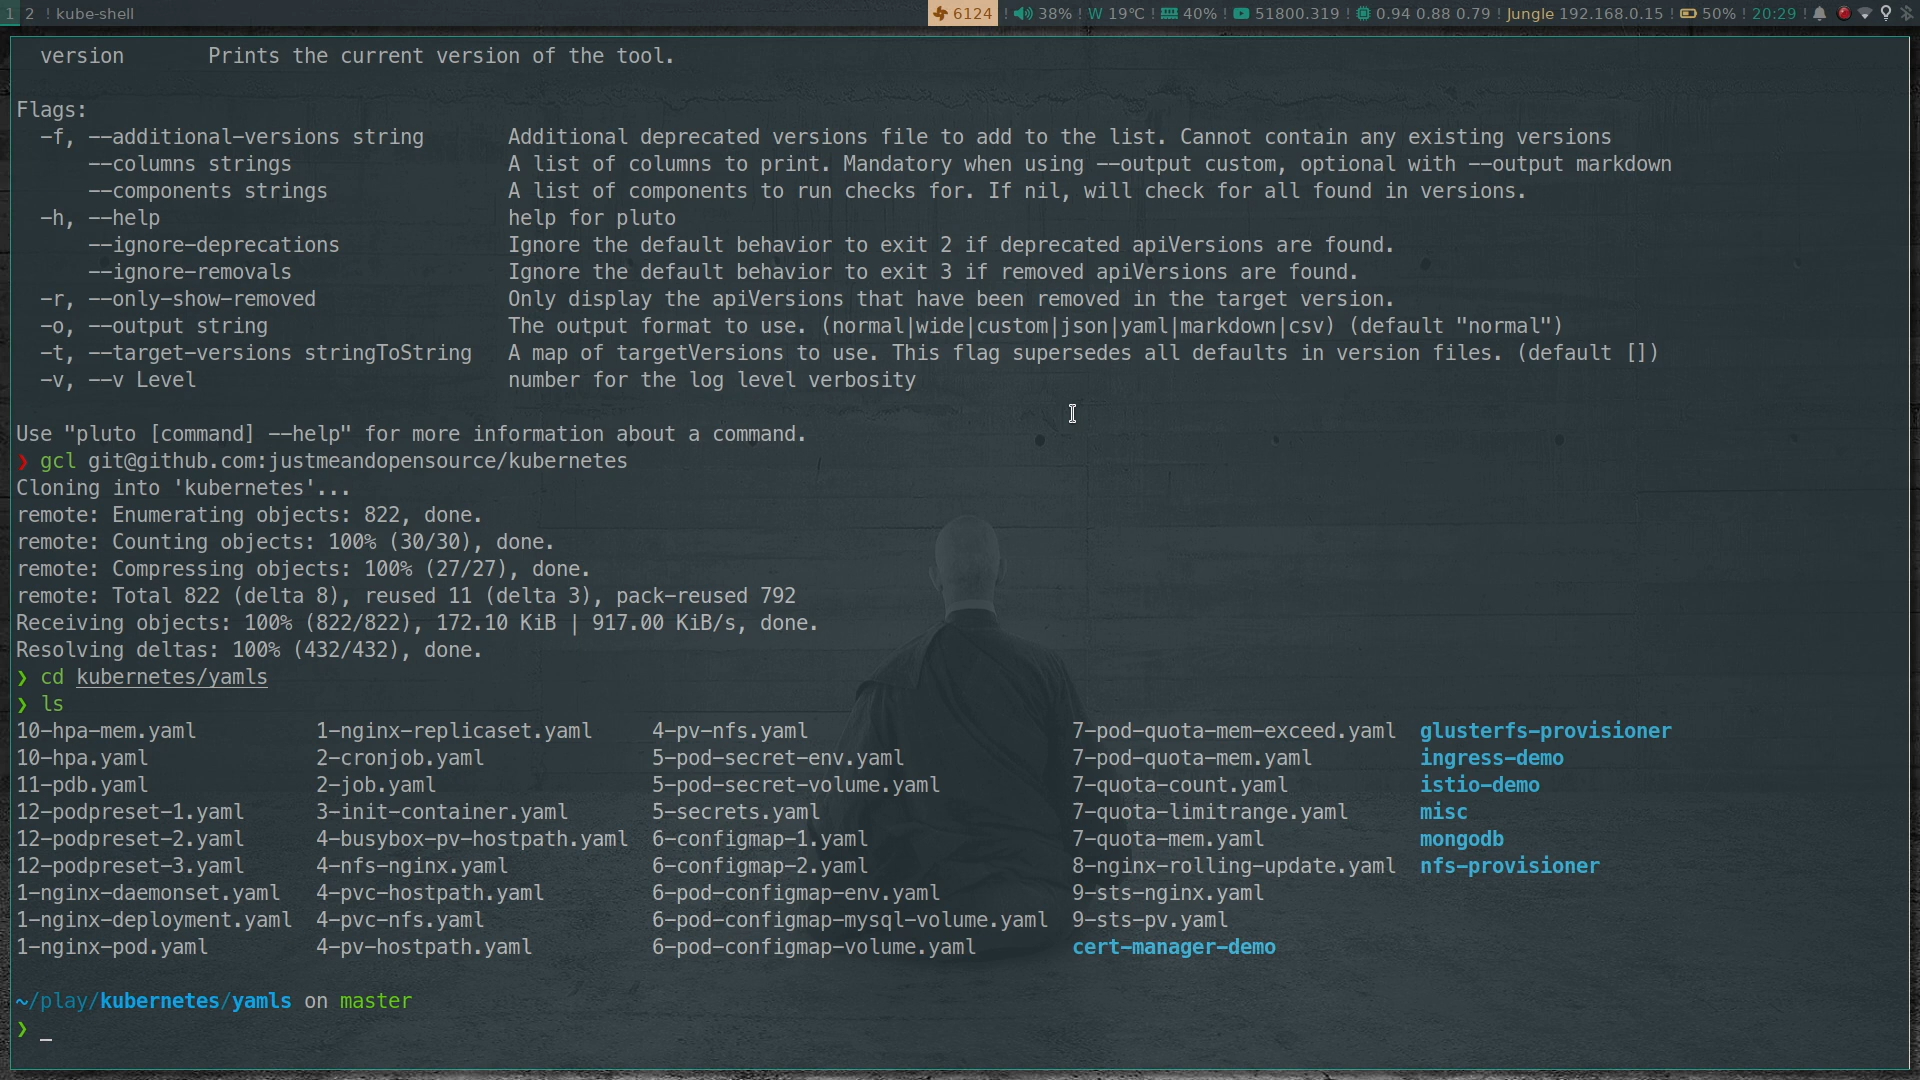 1 2 ! kube-shell 6124 ! 38% ! W 19°C ! 40% ! 51800.319 ! 0.94 0.88 0.79 ! Jungle 192.168.0.15 ! 50% ! 20:29 !
version Prints the current version of the tool.
Flags:
-f, --additional-versions string Additional deprecated versions file to add to the list. Cannot contain any existing versions
--columns strings A list of columns to print. Mandatory when using --output custom, optional with --output markdown
--components strings A list of components to run checks for. If nil, will check for all found in versions.
-h, --help help for pluto
--ignore-deprecations Ignore the default behavior to exit 2 if deprecated apiVersions are found.
--ignore-removals Ignore the default behavior to exit 3 if removed apiVersions are found.
-r, --only-show-removed Only display the apiVersions that have been removed in the target version.
-o, --output string The output format to use. (normal|wide|custom|json|yaml|markdown|csv) (default "normal")
-t, --target-versions stringToString A map of targetVersions to use. This flag supersedes all defaults in version files. (default [])
-v, --v Level number for the log level verbosity
Use "pluto [command] --help" for more information about a command.
❯ gcl git@github.com:justmeandopensource/kubernetes
Cloning into 'kubernetes'...
remote: Enumerating objects: 822, done.
remote: Counting objects: 100% (30/30), done.
remote: Compressing objects: 100% (27/27), done.
remote: Total 822 (delta 8), reused 11 (delta 3), pack-reused 792
Receiving objects: 100% (822/822), 172.10 KiB | 917.00 KiB/s, done.
Resolving deltas: 100% (432/432), done.
❯ cd kubernetes/yamls
❯ ls
10-hpa-mem.yaml 1-nginx-replicaset.yaml 4-pv-nfs.yaml 7-pod-quota-mem-exceed.yaml glusterfs-provisioner
10-hpa.yaml 2-cronjob.yaml 5-pod-secret-env.yaml 7-pod-quota-mem.yaml ingress-demo
11-pdb.yaml 2-job.yaml 5-pod-secret-volume.yaml 7-quota-count.yaml istio-demo
12-podpreset-1.yaml 3-init-container.yaml 5-secrets.yaml 7-quota-limitrange.yaml misc
12-podpreset-2.yaml 4-busybox-pv-hostpath.yaml 6-configmap-1.yaml 7-quota-mem.yaml mongodb
12-podpreset-3.yaml 4-nfs-nginx.yaml 6-configmap-2.yaml 8-nginx-rolling-update.yaml nfs-provisioner
1-nginx-daemonset.yaml 4-pvc-hostpath.yaml 6-pod-configmap-env.yaml 9-sts-nginx.yaml
1-nginx-deployment.yaml 4-pvc-nfs.yaml 6-pod-configmap-mysql-volume.yaml 9-sts-pv.yaml
1-nginx-pod.yaml 4-pv-hostpath.yaml 6-pod-configmap-volume.yaml cert-manager-demo
~/play/kubernetes/yamls on master
❯ _